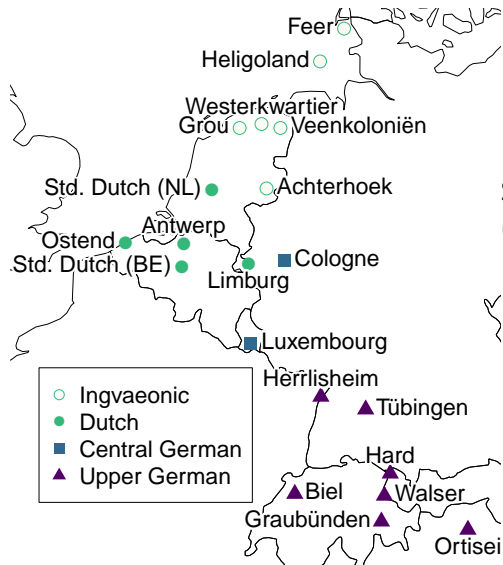 Feer
Heligoland
Westerkwartier
Grou
Veenkoloniën
Std. Dutch (NL)
Achterhoek
Antwerp
Ostend
Std. Dutch (BE)
Cologne
Limburg
Luxembourg
Herrlisheim
Tübingen
Ingvaeonic
Dutch
Central German
Upper German
Hard
Biel
Walser
Graubünden
Ortisei